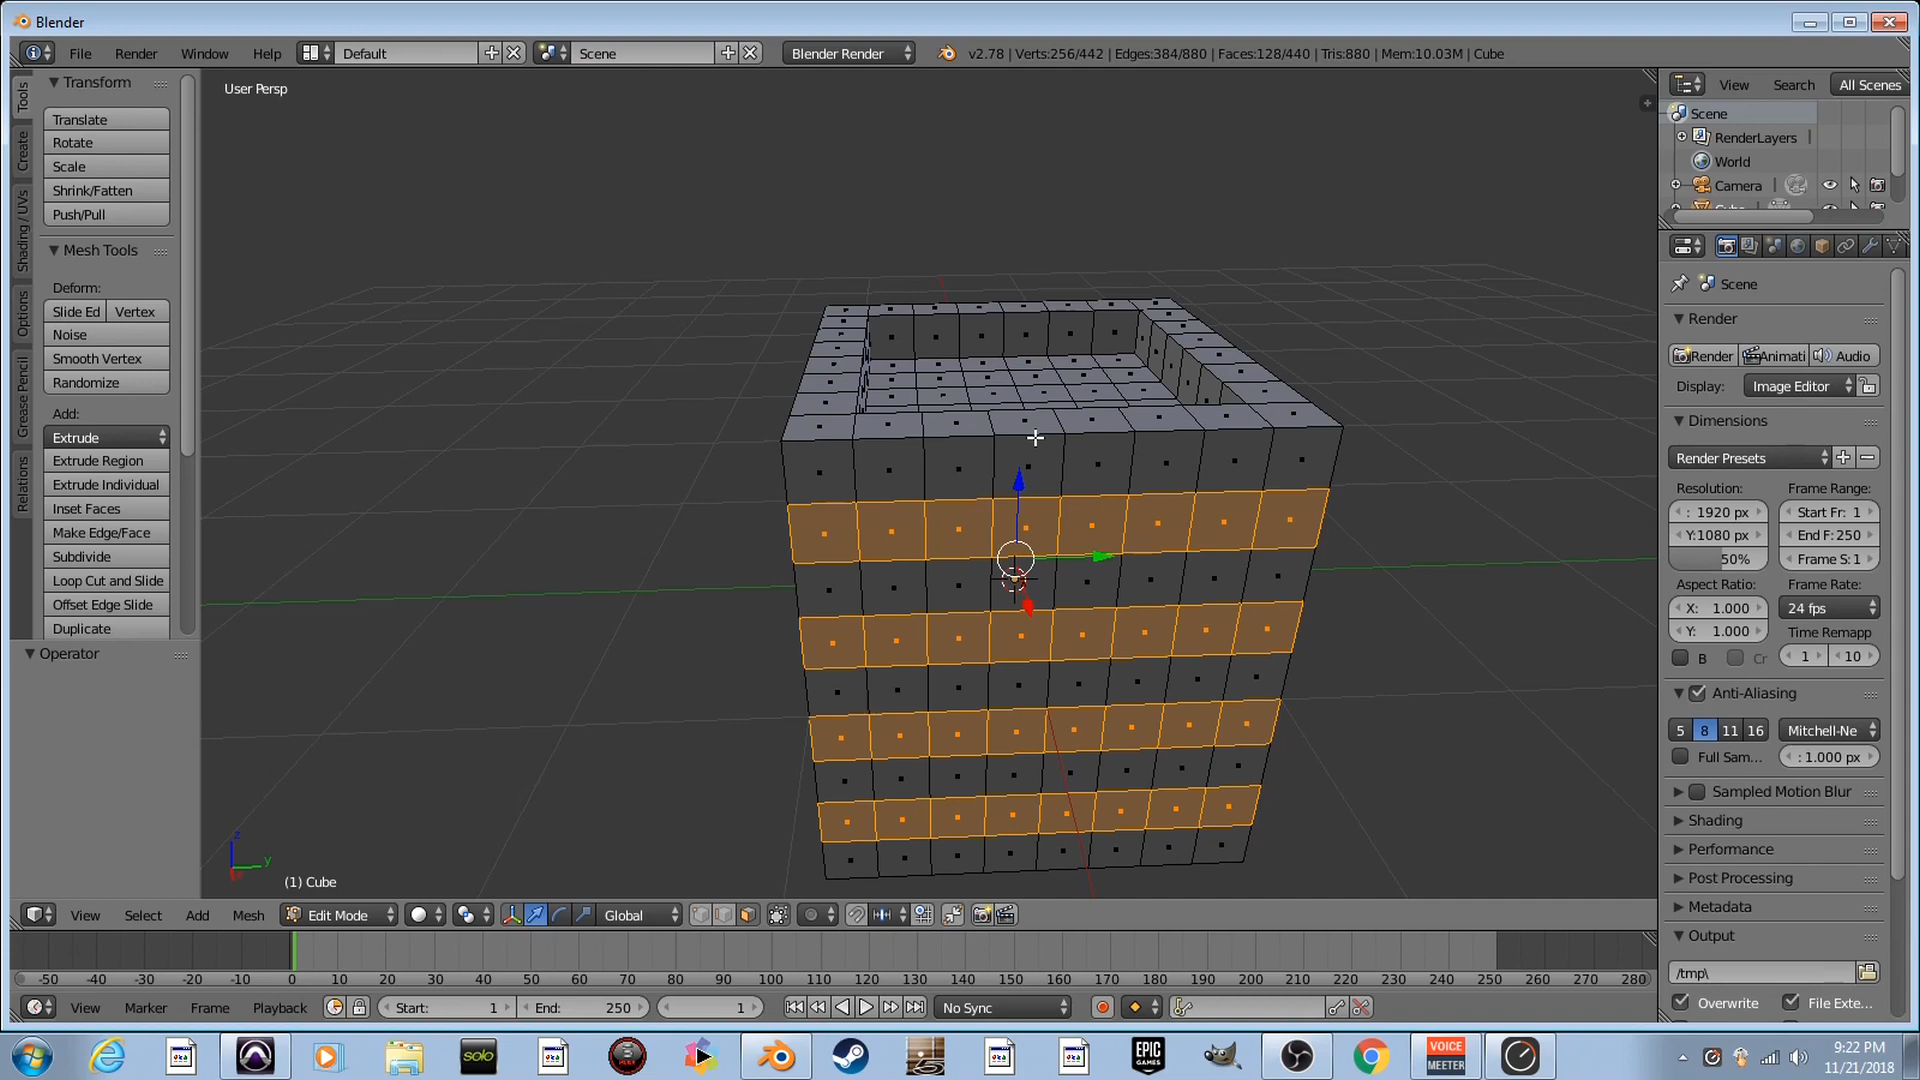 Blender
File Render Window Help Default Scene Blender Render v2.78 | Verts:256/442 | Edges:384/880 | Faces:128/440 | Tris:880 | Mem:10.03M | Cube
Tools
Create
Shading / UVs
Options
Grease Pencil
Relations
Transform
Translate
Rotate
Scale
Shrink/Fatten
Push/Pull
Mesh Tools
Deform:
Slide Ed Vertex
Noise
Smooth Vertex
Randomize
Add:
Extrude
Extrude Region
Extrude Individual
Inset Faces
Make Edge/Face
Subdivide
Loop Cut and Slide
Offset Edge Slide
Duplicate
Operator
User Persp
z
y
(1) Cube
View Search All Scenes
Scene
RenderLayers
World
Camera
Scene
Render
Render Animati Audio
Display: Image Editor
Dimensions
Render Presets
Resolution: Frame Range:
: 1920 px Start Fr: 1
Y:1080 px End F: 250
50% Frame S: 1
Aspect Ratio: Frame Rate:
X: 1.000 24 fps
Y: 1.000 Time Remapp
B Cr 1 10
Anti-Aliasing
5 8 11 16 Mitchell-Ne
Full Sam... : 1.000 px
Sampled Motion Blur
Shading
Performance
Post Processing
Metadata
Output
/tmp\
Overwrite File Exte...
View Select Add Mesh Edit Mode Global
-50 -40 -30 -20 -10 0 10 20 30 40 50 60 70 80 90 100 110 120 130 140 150 160 170 180 190 200 210 220 230 240 250 260 270 280
View Marker Frame Playback Start: 1 End: 250 1 No Sync
solo
EPIC GAMES
VOICE MEETER
9:22 PM
11/21/2018